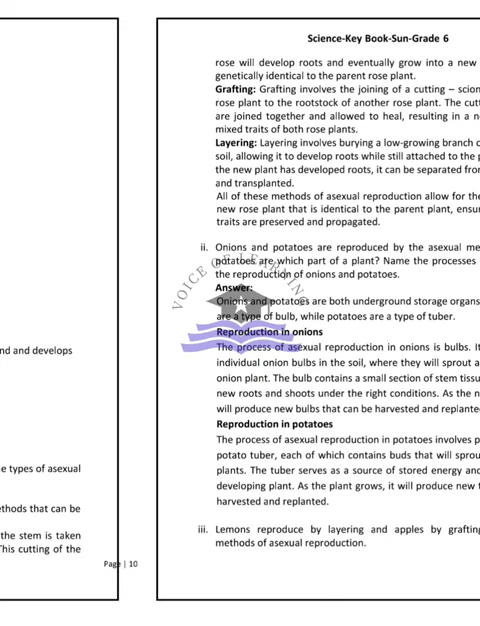 nd and develops
e types of asexual
ethods that can be
the stem is taken
This cutting of the
Page | 10
Science-Key Book-Sun-Grade 6
rose will develop roots and eventually grow into a new
genetically identical to the parent rose plant.
Grafting: Grafting involves the joining of a cutting – scion
rose plant to the rootstock of another rose plant. The cutt
are joined together and allowed to heal, resulting in a ne
mixed traits of both rose plants.
Layering: Layering involves burying a low-growing branch o
soil, allowing it to develop roots while still attached to the p
the new plant has developed roots, it can be separated from
and transplanted.
All of these methods of asexual reproduction allow for the
new rose plant that is identical to the parent plant, ensur
traits are preserved and propagated.
ii. Onions and potatoes are reproduced by the asexual me
potatoes are which part of a plant? Name the processes
the reproduction of onions and potatoes.
Answer:
Onions and potatoes are both underground storage organs
are a type of bulb, while potatoes are a type of tuber.
Reproduction in onions
The process of asexual reproduction in onions is bulbs. It
individual onion bulbs in the soil, where they will sprout a
onion plant. The bulb contains a small section of stem tissu
new roots and shoots under the right conditions. As the n
will produce new bulbs that can be harvested and replante
Reproduction in potatoes
The process of asexual reproduction in potatoes involves p
potato tuber, each of which contains buds that will sprou
plants. The tuber serves as a source of stored energy and
developing plant. As the plant grows, it will produce new t
harvested and replanted.
iii. Lemons reproduce by layering and apples by grafting
methods of asexual reproduction.
VOICE OF LEARNING